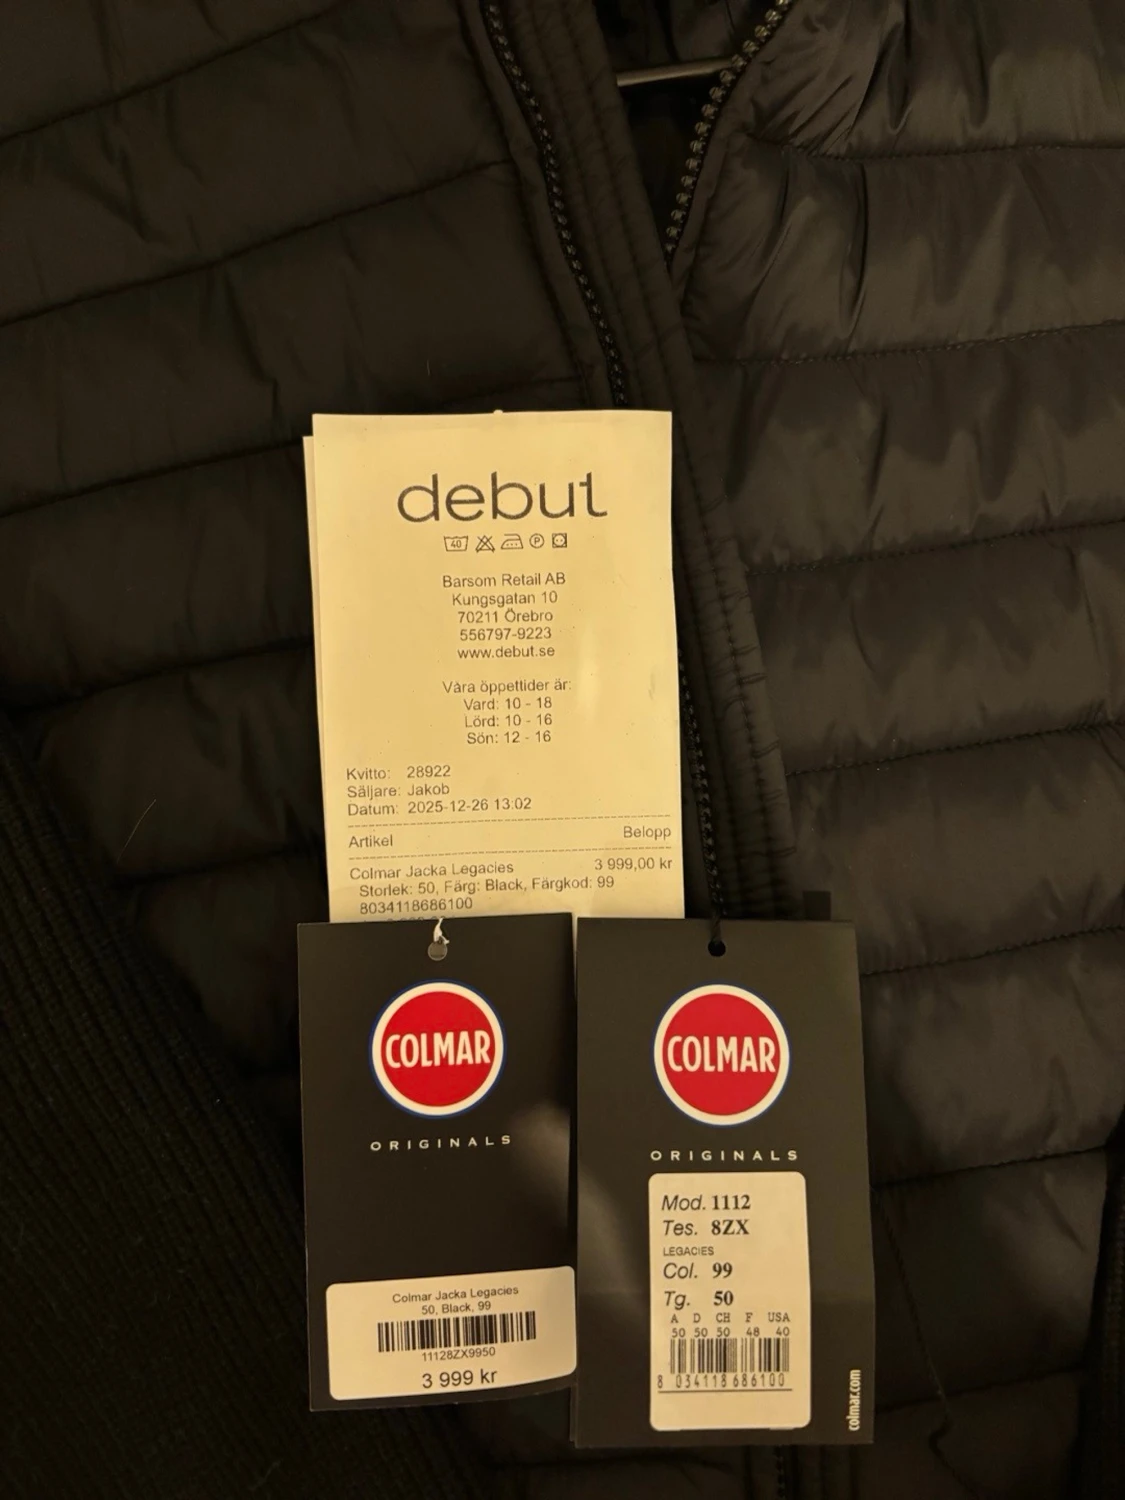 debut
40 P
Barsom Retail AB
Kungsgatan 10
70211 Örebro
556797-9223
www.debut.se
Våra öppettider är:
Vard: 10 - 18
Lörd: 10 - 16
Sön: 12 - 16
Kvitto: 28922
Säljare: Jakob
Datum: 2025-12-26 13:02
Artikel Belopp
Colmar Jacka Legacies 3 999,00 kr
Storlek: 50, Färg: Black, Färgkod: 99
8034118686100
COLMAR
ORIGINALS
Colmar Jacka Legacies
50, Black, 99
11128ZX9950
3 999 kr
COLMAR
ORIGINALS
Mod. 1112
Tes. 8ZX
LEGACIES
Col. 99
Tg. 50
A D CH F USA
50 50 50 48 40
8 034118 686100
colmar.com